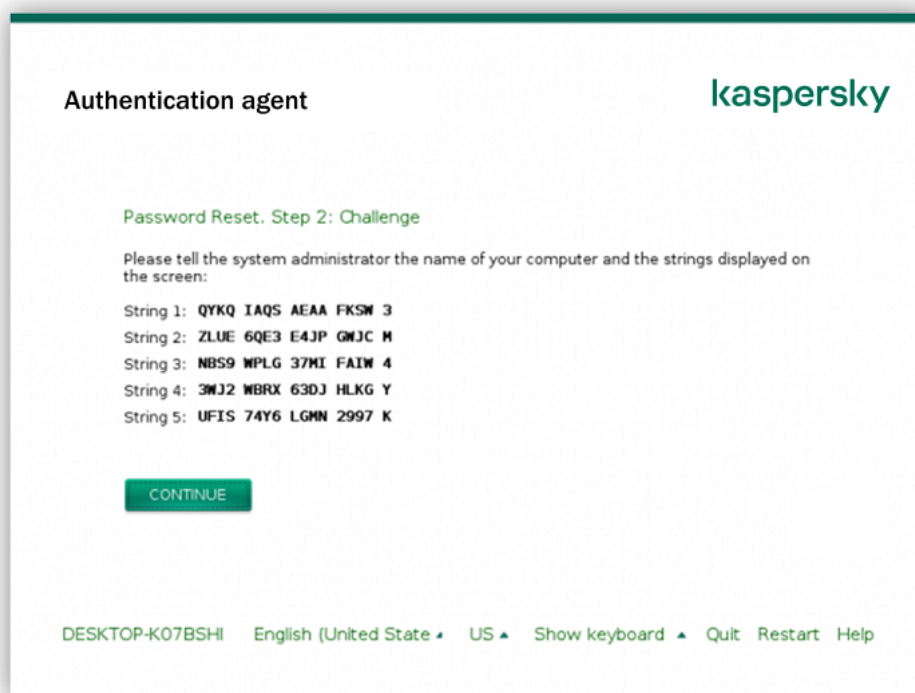 Authentication agent
kaspersky
Password Reset. Step 2: Challenge
Please tell the system administrator the name of your computer and the strings displayed on
the screen:
String 1: QYKQ IAQS AEAA FKSW 3
String 2: ZLUE 6QE3 E4JP GWJC M
String 3: NBS9 WPLG 37MI FAIW 4
String 4: 3WJ2 WBRX 63DJ HLKG Y
String 5: UFIS 74Y6 LGMN 2997 K
CONTINUE
DESKTOP-K07BSHI English (United State US Show keyboard Quit Restart Help